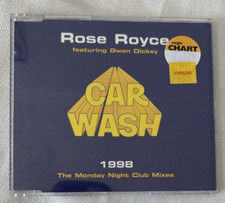 Rose Royce
featuring Gwen Dickey
CHART
CAR
WASH
1998
The Monday Night Club Mixes